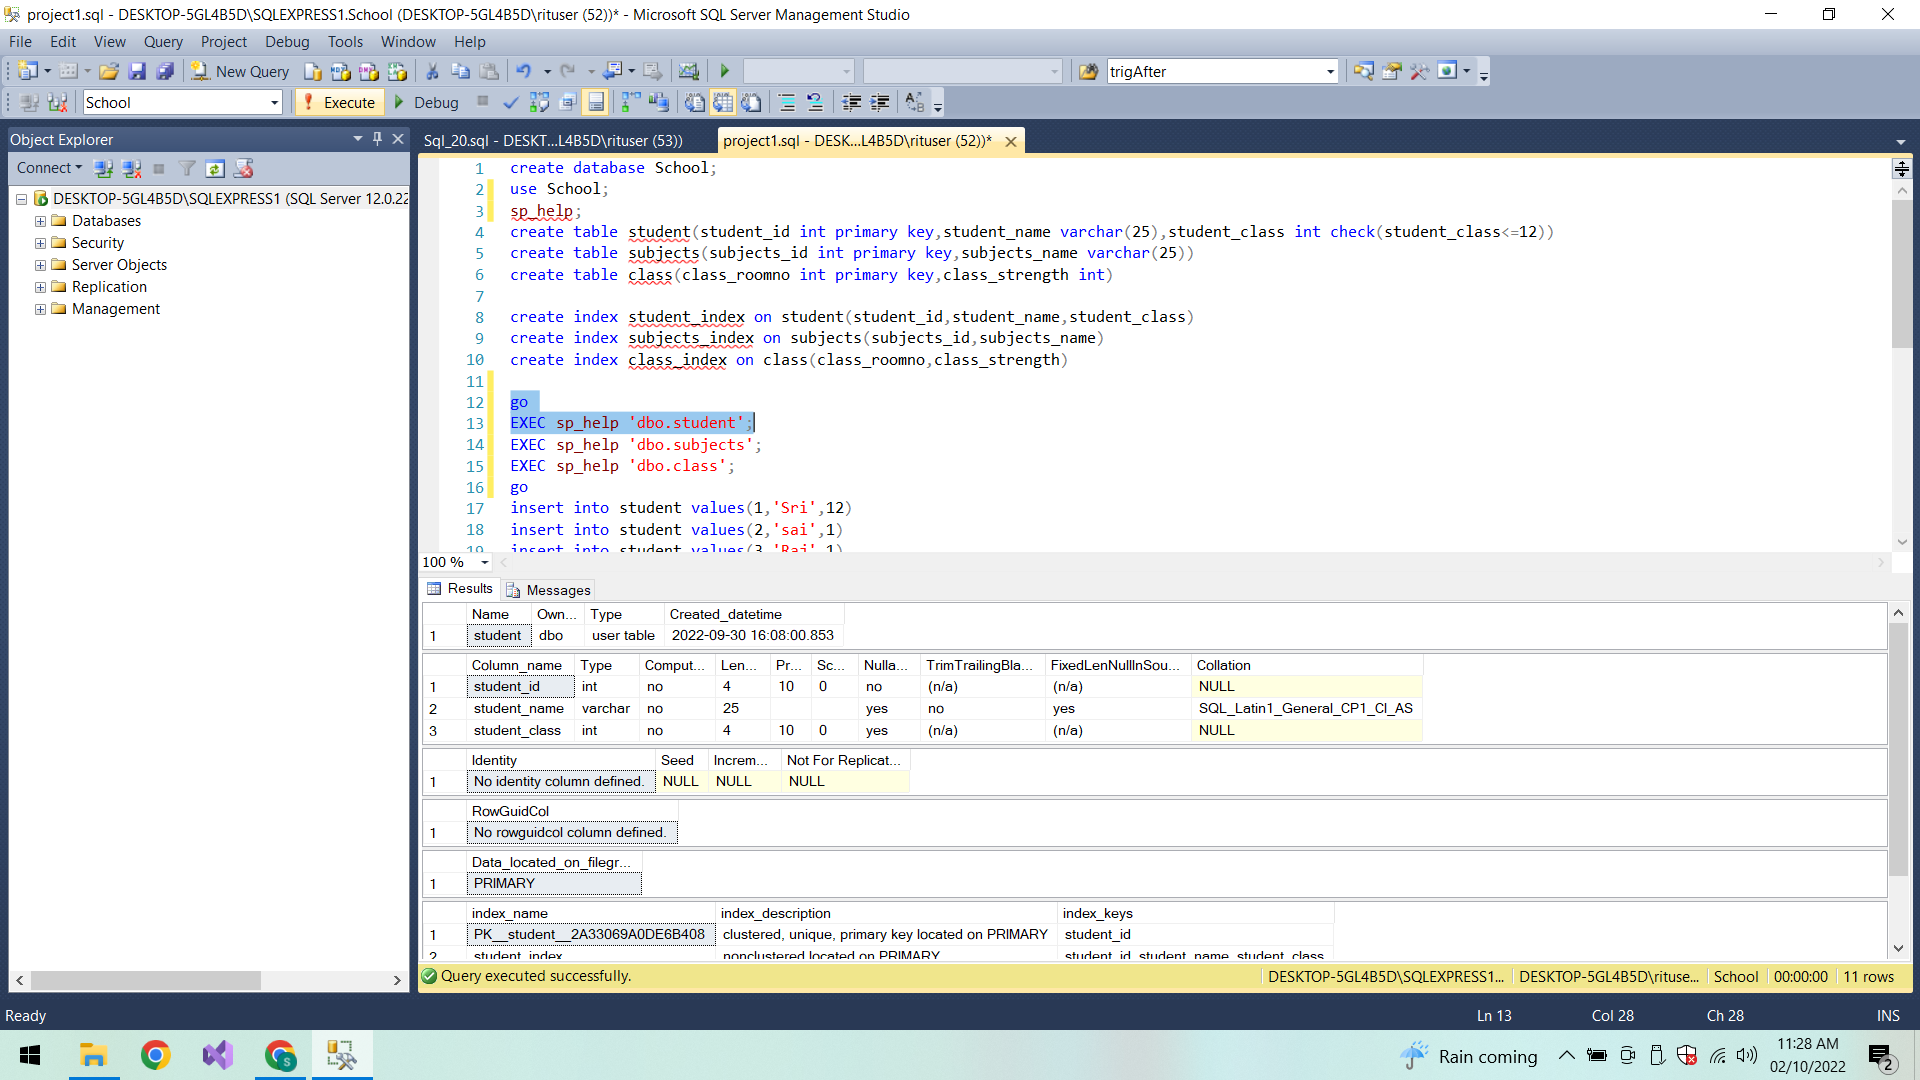 project1.sql - DESKTOP-5GL4B5D\SQLEXPRESS1.School (DESKTOP-5GL4B5D\rituser (52))* - Microsoft SQL Server Management Studio
File Edit View Query Project Debug Tools Window Help
New Query trigAfter
School Execute Debug
Object Explorer
Connect
DESKTOP-5GL4B5D\SQLEXPRESS1 (SQL Server 12.0.22
Databases
Security
Server Objects
Replication
Management
Sql_20.sql - DESKT...L4B5D\rituser (53)) project1.sql - DESK...L4B5D\rituser (52))*
1 create database School;
2 use School;
3 sp_help;
4 create table student(student_id int primary key,student_name varchar(25),student_class int check(student_class<=12))
5 create table subjects(subjects_id int primary key,subjects_name varchar(25))
6 create table class(class_roomno int primary key,class_strength int)
7
8 create index student_index on student(student_id,student_name,student_class)
9 create index subjects_index on subjects(subjects_id,subjects_name)
10 create index class_index on class(class_roomno,class_strength)
11
12 go
13 EXEC sp_help 'dbo.student';
14 EXEC sp_help 'dbo.subjects';
15 EXEC sp_help 'dbo.class';
16 go
17 insert into student values(1,'Sri',12)
18 insert into student values(2,'sai',1)
19 insert into student values(3,'Raj',1)
100 %
Results Messages
Name Own... Type Created_datetime
1 student dbo user table 2022-09-30 16:08:00.853
Column_name Type Comput... Len... Pr... Sc... Nulla... TrimTrailingBla... FixedLenNullInSou... Collation
1 student_id int no 4 10 0 no (n/a) (n/a) NULL
2 student_name varchar no 25 yes no yes SQL_Latin1_General_CP1_CI_AS
3 student_class int no 4 10 0 yes (n/a) (n/a) NULL
Identity Seed Increm... Not For Replicat...
1 No identity column defined. NULL NULL NULL
RowGuidCol
1 No rowguidcol column defined.
Data_located_on_filegr...
1 PRIMARY
index_name index_description index_keys
1 PK__student__2A33069A0DE6B408 clustered, unique, primary key located on PRIMARY student_id
2 student_index nonclustered located on PRIMARY student_id, student_name, student_class
Query executed successfully. DESKTOP-5GL4B5D\SQLEXPRESS1... DESKTOP-5GL4B5D\rituse... School 00:00:00 11 rows
Ready Ln 13 Col 28 Ch 28 INS
Rain coming
11:28 AM
02/10/2022
2